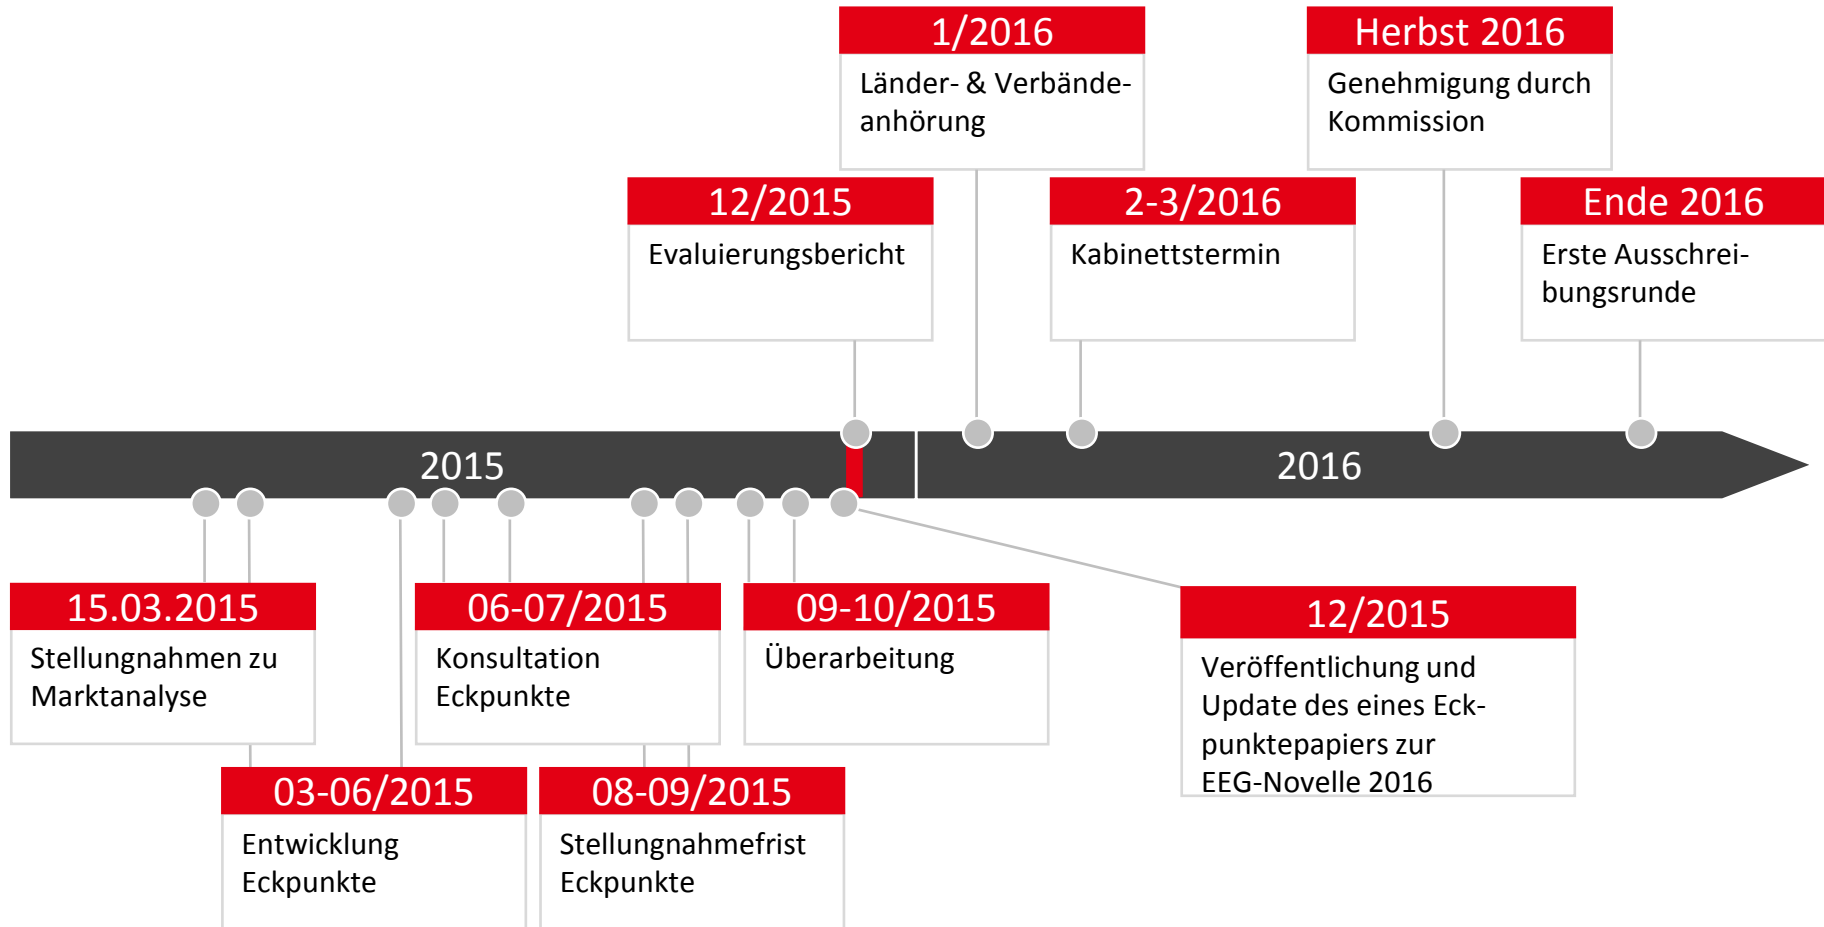 1/2016
Länder- & Verbände-
anhörung
Herbst 2016
Genehmigung durch
Kommission
12/2015
Evaluierungsbericht
2-3/2016
Kabinettstermin
Ende 2016
Erste Ausschrei-
bungsrunde
2015
2016
15.03.2015
Stellungnahmen zu
Marktanalyse
06-07/2015
Konsultation
Eckpunkte
09-10/2015
Überarbeitung
12/2015
Veröffentlichung und
Update des eines Eck-
punktepapiers zur
EEG-Novelle 2016
03-06/2015
Entwicklung
Eckpunkte
08-09/2015
Stellungnahmefrist
Eckpunkte